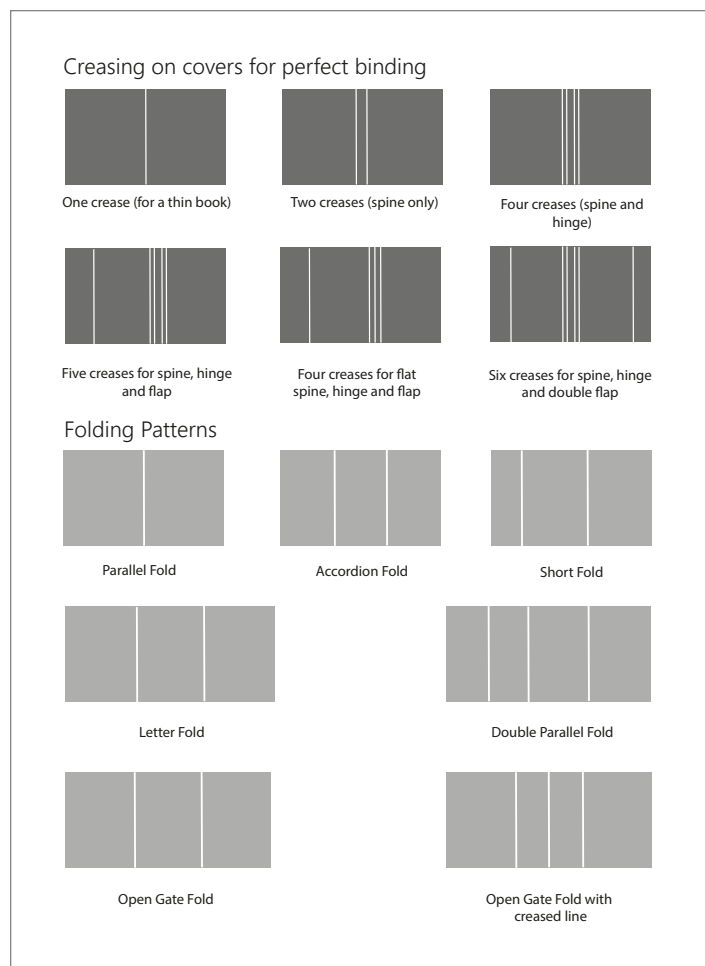 Creasing on covers for perfect binding
One crease (for a thin book)
Two creases (spine only)
Four creases (spine and
hinge)
Five creases for spine, hinge
and flap
Four creases for flat
spine, hinge and flap
Six creases for spine, hinge
and double flap
Folding Patterns
Parallel Fold
Accordion Fold
Short Fold
Letter Fold
Double Parallel Fold
Open Gate Fold
Open Gate Fold with
creased line